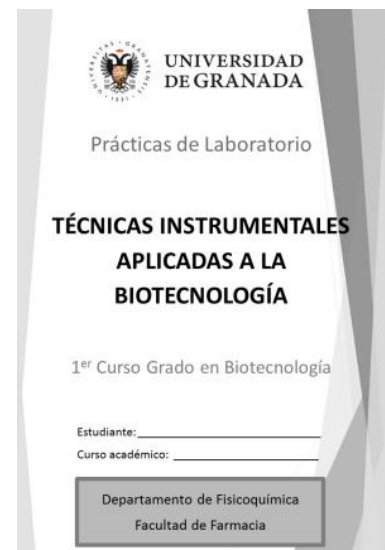 UNIVERSIDAD
DE GRANADA
Prácticas de Laboratorio
TÉCNICAS INSTRUMENTALES
APLICADAS A LA
BIOTECNOLOGÍA
1er Curso Grado en Biotecnología
Estudiante:
Curso académico:
Departamento de Fisicoquímica
Facultad de Farmacia